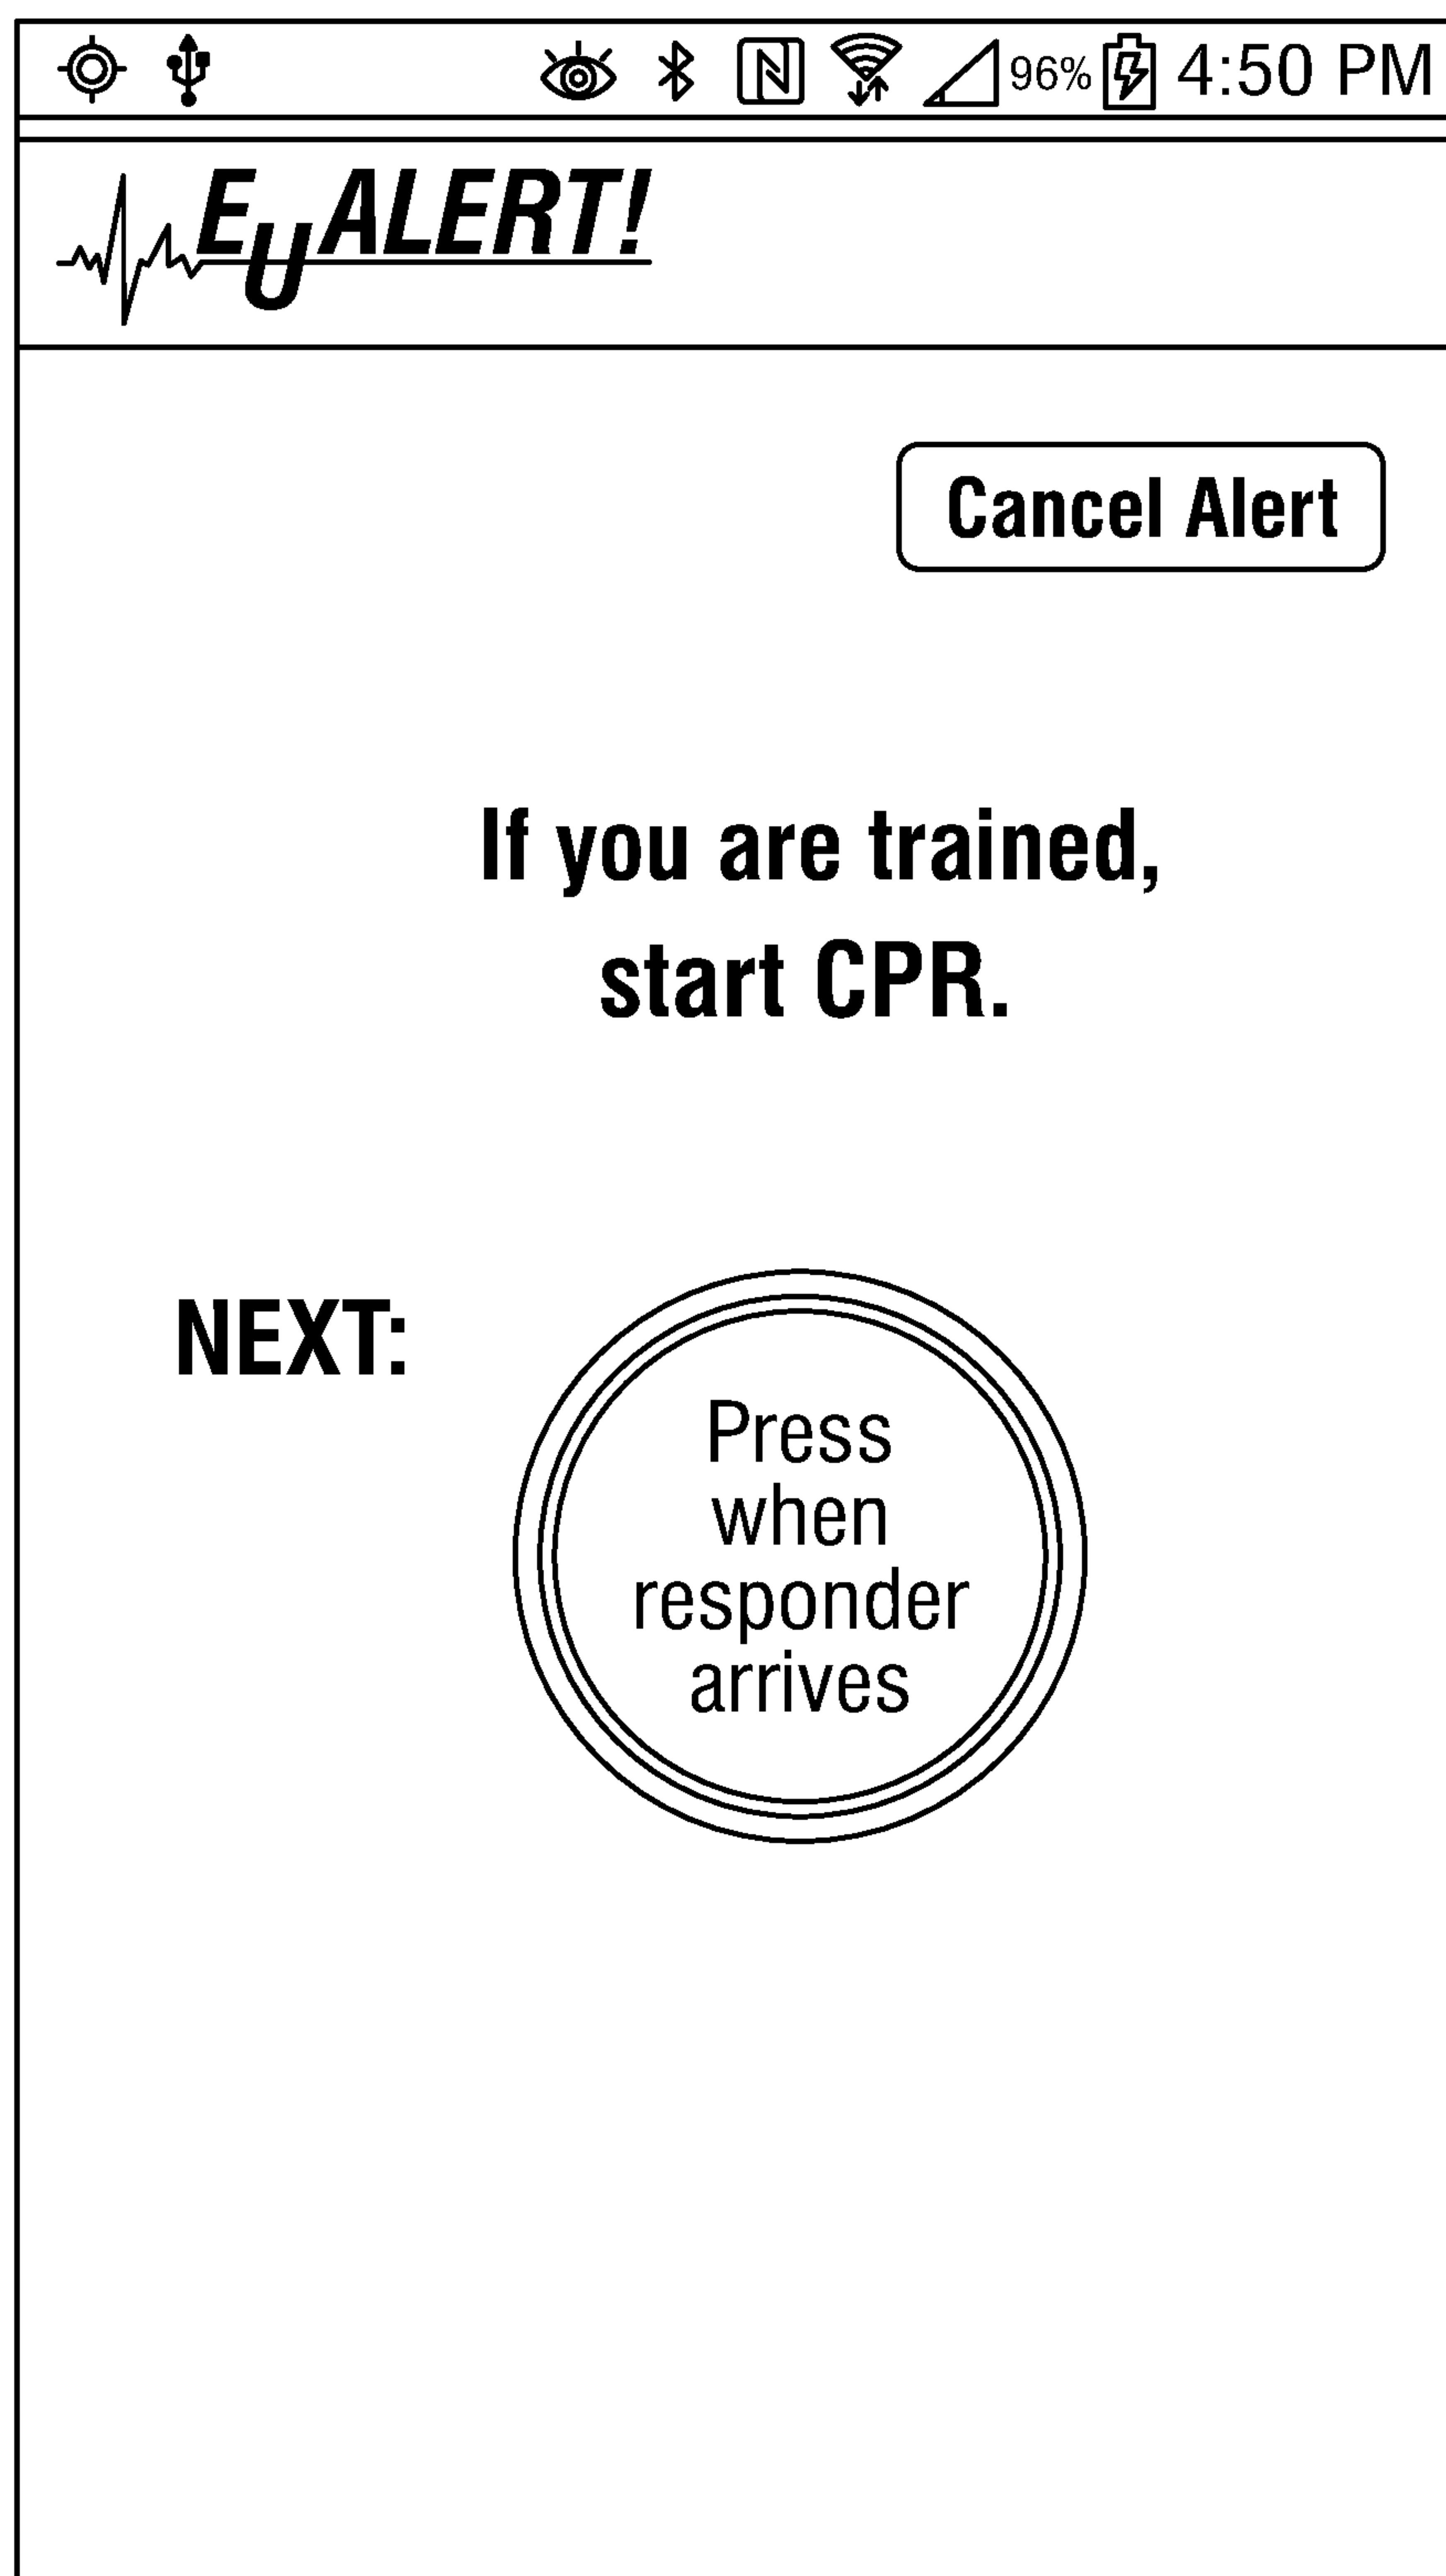 96% 4:50 PM
EUALERT!
Cancel Alert
If you are trained,
start CPR.
NEXT:
Press
when
responder
arrives